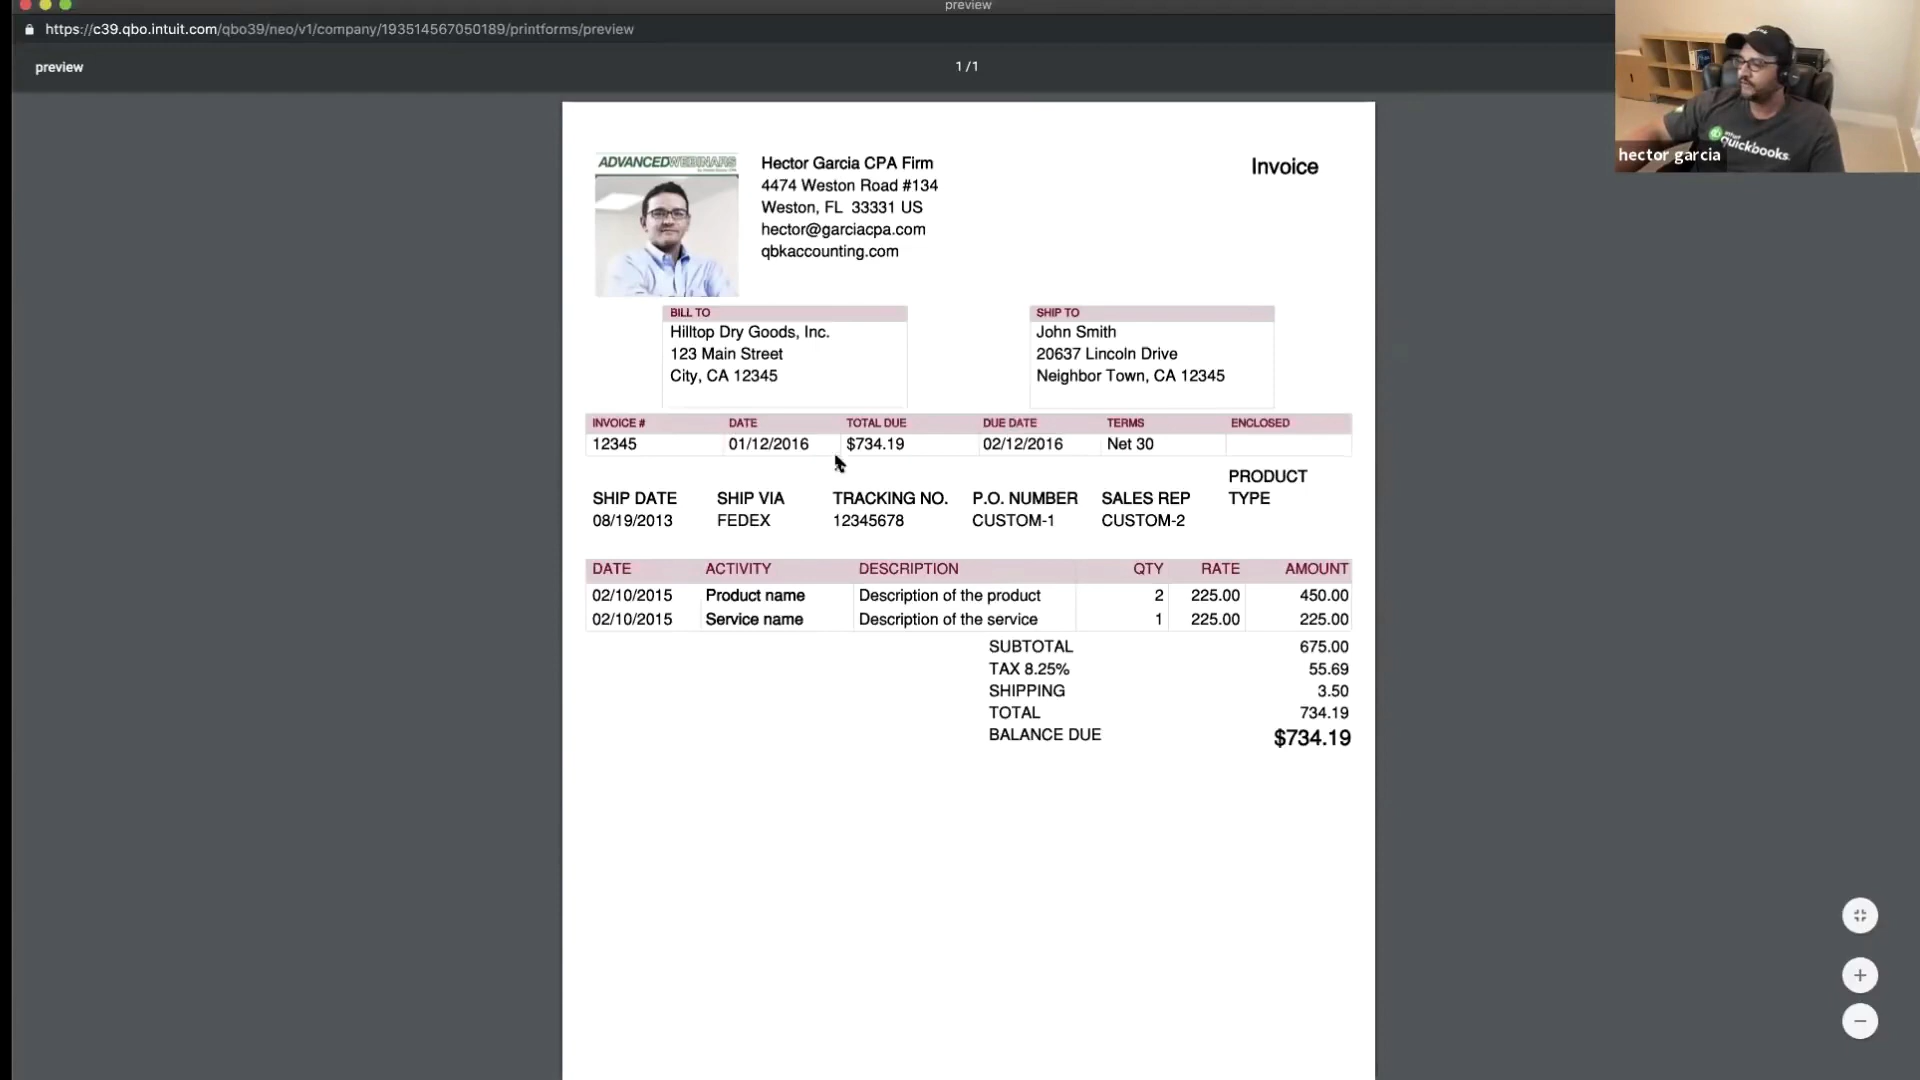 preview
https://c39.qbo.intuit.com/qbo39/neo/v1/company/193514567050189/printforms/preview
preview
1 / 1
hector garcia
intuit
quickbooks.
ADVANCEDWEBINARS
Hector Garcia CPA Firm
4474 Weston Road #134
Weston, FL 33331 US
hector@garciacpa.com
qbkaccounting.com
Invoice
BILL TO
Hilltop Dry Goods, Inc.
123 Main Street
City, CA 12345
SHIP TO
John Smith
20637 Lincoln Drive
Neighbor Town, CA 12345
INVOICE # DATE TOTAL DUE DUE DATE TERMS ENCLOSED
12345 01/12/2016 $734.19 02/12/2016 Net 30
SHIP DATE SHIP VIA TRACKING NO. P.O. NUMBER SALES REP PRODUCT TYPE
08/19/2013 FEDEX 12345678 CUSTOM-1 CUSTOM-2
DATE ACTIVITY DESCRIPTION QTY RATE AMOUNT
02/10/2015 Product name Description of the product 2 225.00 450.00
02/10/2015 Service name Description of the service 1 225.00 225.00
SUBTOTAL 675.00
TAX 8.25% 55.69
SHIPPING 3.50
TOTAL 734.19
BALANCE DUE $734.19